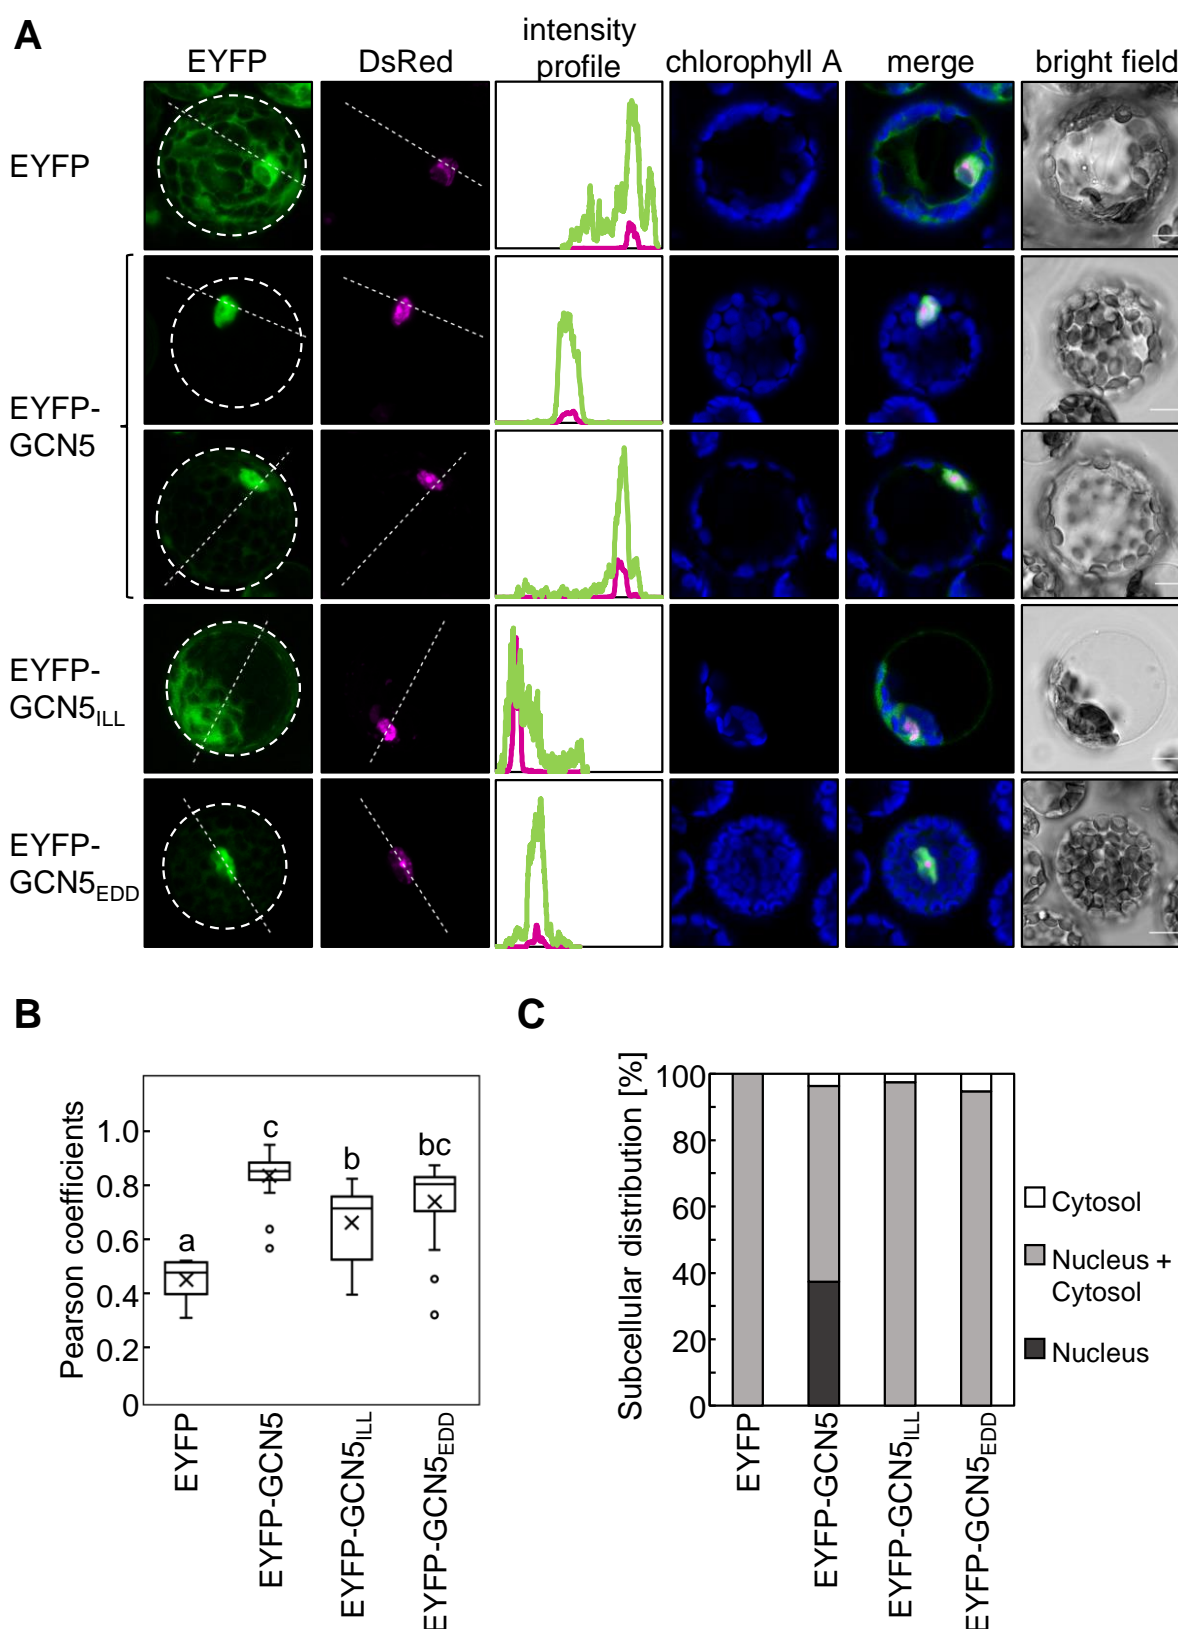 A
EYFP
DsRed
intensity
profile
chlorophyll A
merge
bright field
EYFP
EYFP-
GCN5
EYFP-
GCN5ILL
EYFP-
GCN5EDD
B
Pearson coefficients
1.0
0.8
0.6
0.4
0.2
0
a
c
b
bc
EYFP
EYFP-GCN5
EYFP-GCN5ILL
EYFP-GCN5EDD
C
Subcellular distribution [%]
100
80
60
40
20
0
EYFP
EYFP-GCN5
EYFP-GCN5ILL
EYFP-GCN5EDD
Cytosol
Nucleus +
Cytosol
Nucleus